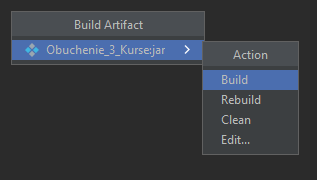 Build Artifact
Obuchenie_3_Kurse:jar
Action
Build
Rebuild
Clean
Edit...